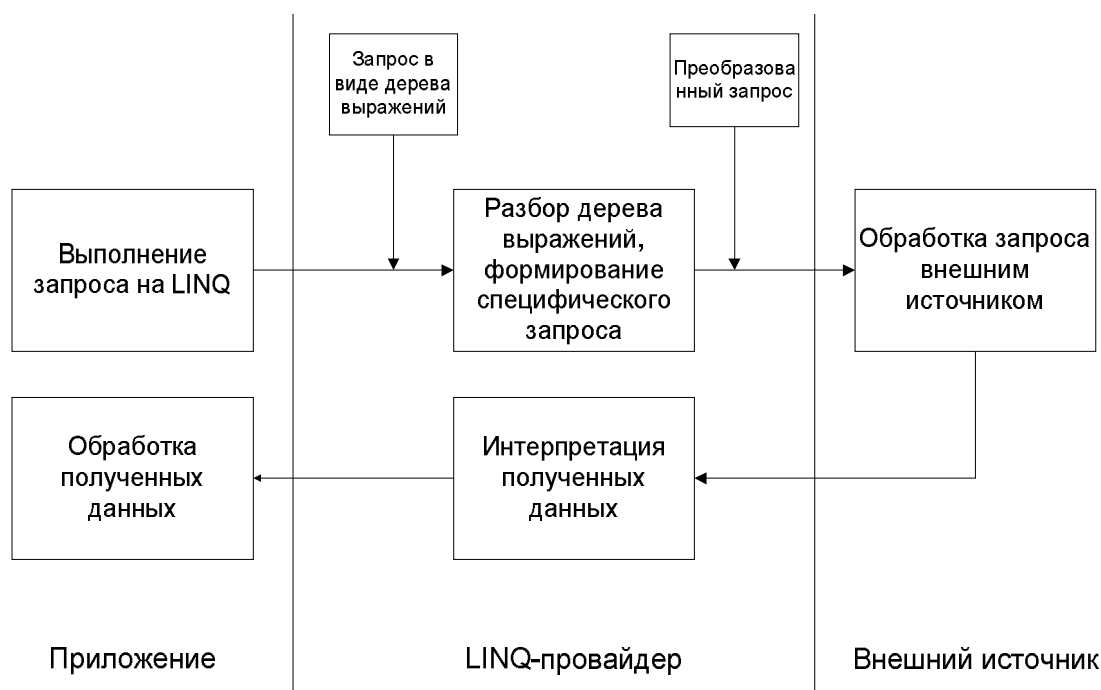 Запрос в
виде дерева
выражений
Преобразова
нный запрос
Выполнение
запроса на LINQ
Разбор дерева
выражений,
формирование
специфического
запроса
Обработка запроса
внешним
источником
Обработка
полученных
данных
Интерпретация
полученных
данных
Приложение
LINQ-провайдер
Внешний источник